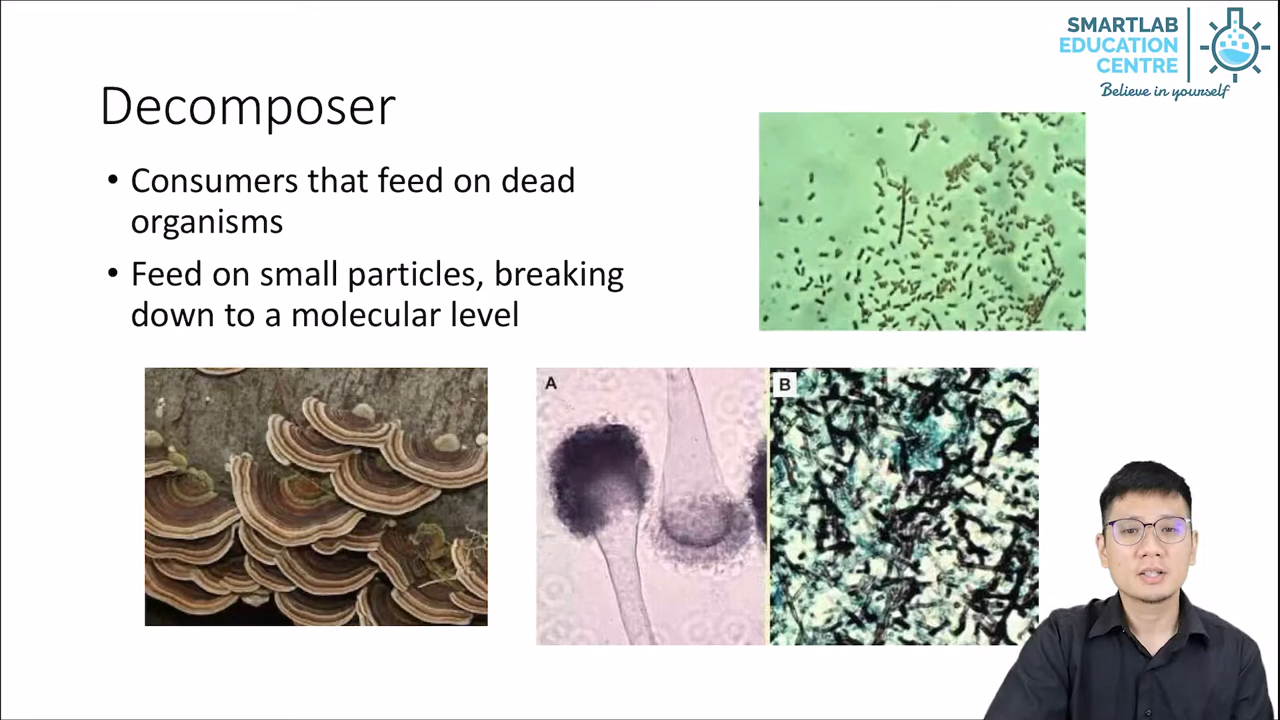 SMARTLAB
EDUCATION
CENTRE
Believe in yourself
Decomposer
• Consumers that feed on dead
organisms
• Feed on small particles, breaking
down to a molecular level
A
B